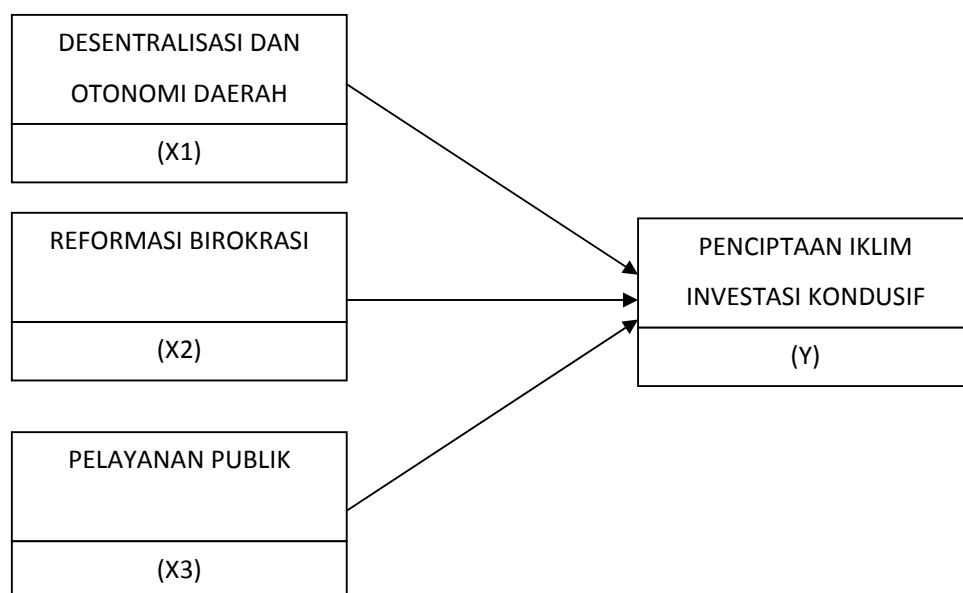 DESENTRALISASI DAN
OTONOMI DAERAH
(X1)
REFORMASI BIROKRASI
(X2)
PELAYANAN PUBLIK
(X3)
PENCIPTAAN IKLIM
INVESTASI KONDUSIF
(Y)